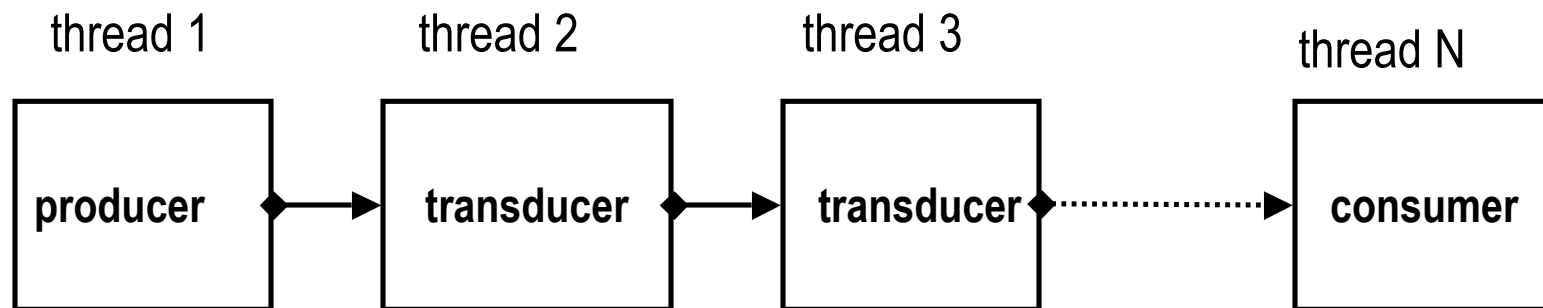 thread 1
thread 2
thread 3
thread N
producer
transducer
transducer
consumer